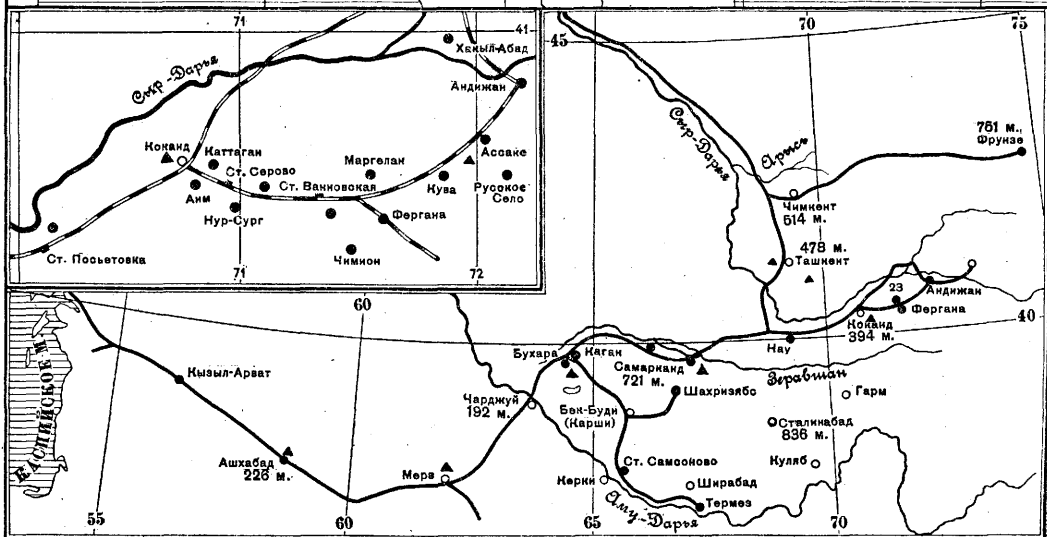 71
41
Сыр-Дарья
Андижан
Коканд
Каттаган
Ст. Серово
Маргелан
Ассаке
Ст. Ванновская
Кува
Русское
Село
Аим
Нур-Сург
Фергана
Ст. Посьетовка
Чимион
71
72
45
70
75
Сыр-Дарья
Арысь
751 м.
Фрунзе
Чимкент
514 м.
478 м.
Ташкент
23
Андижан
Фергана
Коканд
394 м.
40
60
Нау
Зеравшан
Бухара
Каган
Самарканд
721 м.
Шахризябс
Гарм
КАСПИЙСКОЕ М.
Кызыл-Арват
Чарджуй
192 м.
Бек-Буди
(Карши)
Сталинабад
836 м.
Куляб
Ашхабад
226 м.
Мерв
Ст. Самсоново
Керки
Ширабад
Аму-Дарья
Термез
55
60
65
70